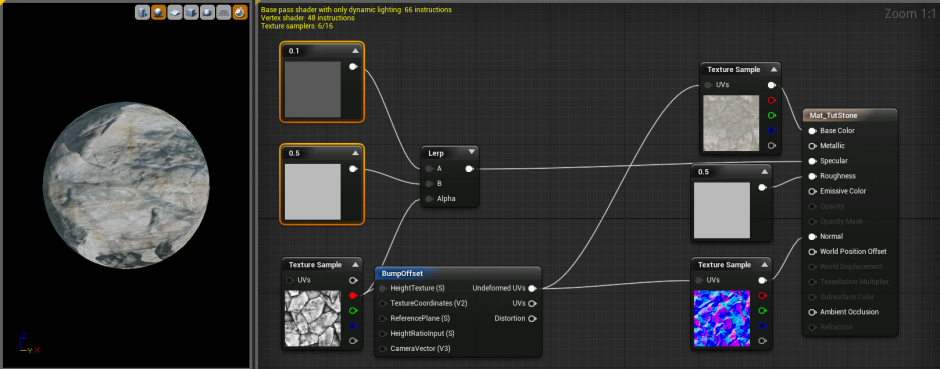 Base pass shader with only dynamic lighting: 66 instructions
Vertex shader: 48 instructions
Texture samplers: 6/16
Zoom 1:1
0.1
0.5
Lerp
A
B
Alpha
Texture Sample
UVs
BumpOffset
HeightTexture (S)
Undeformed UVs
TextureCoordinates (V2)
UVs
ReferencePlane (S)
Distortion
HeightRatioInput (S)
CameraVector (V3)
Texture Sample
UVs
0.5
Texture Sample
UVs
Mat_TutStone
Base Color
Metallic
Specular
Roughness
Emissive Color
Opacity
Opacity Mask
Normal
World Position Offset
World Displacement
Tessellation Multiplier
Subsurface Color
Ambient Occlusion
Refraction
Z
Y
X